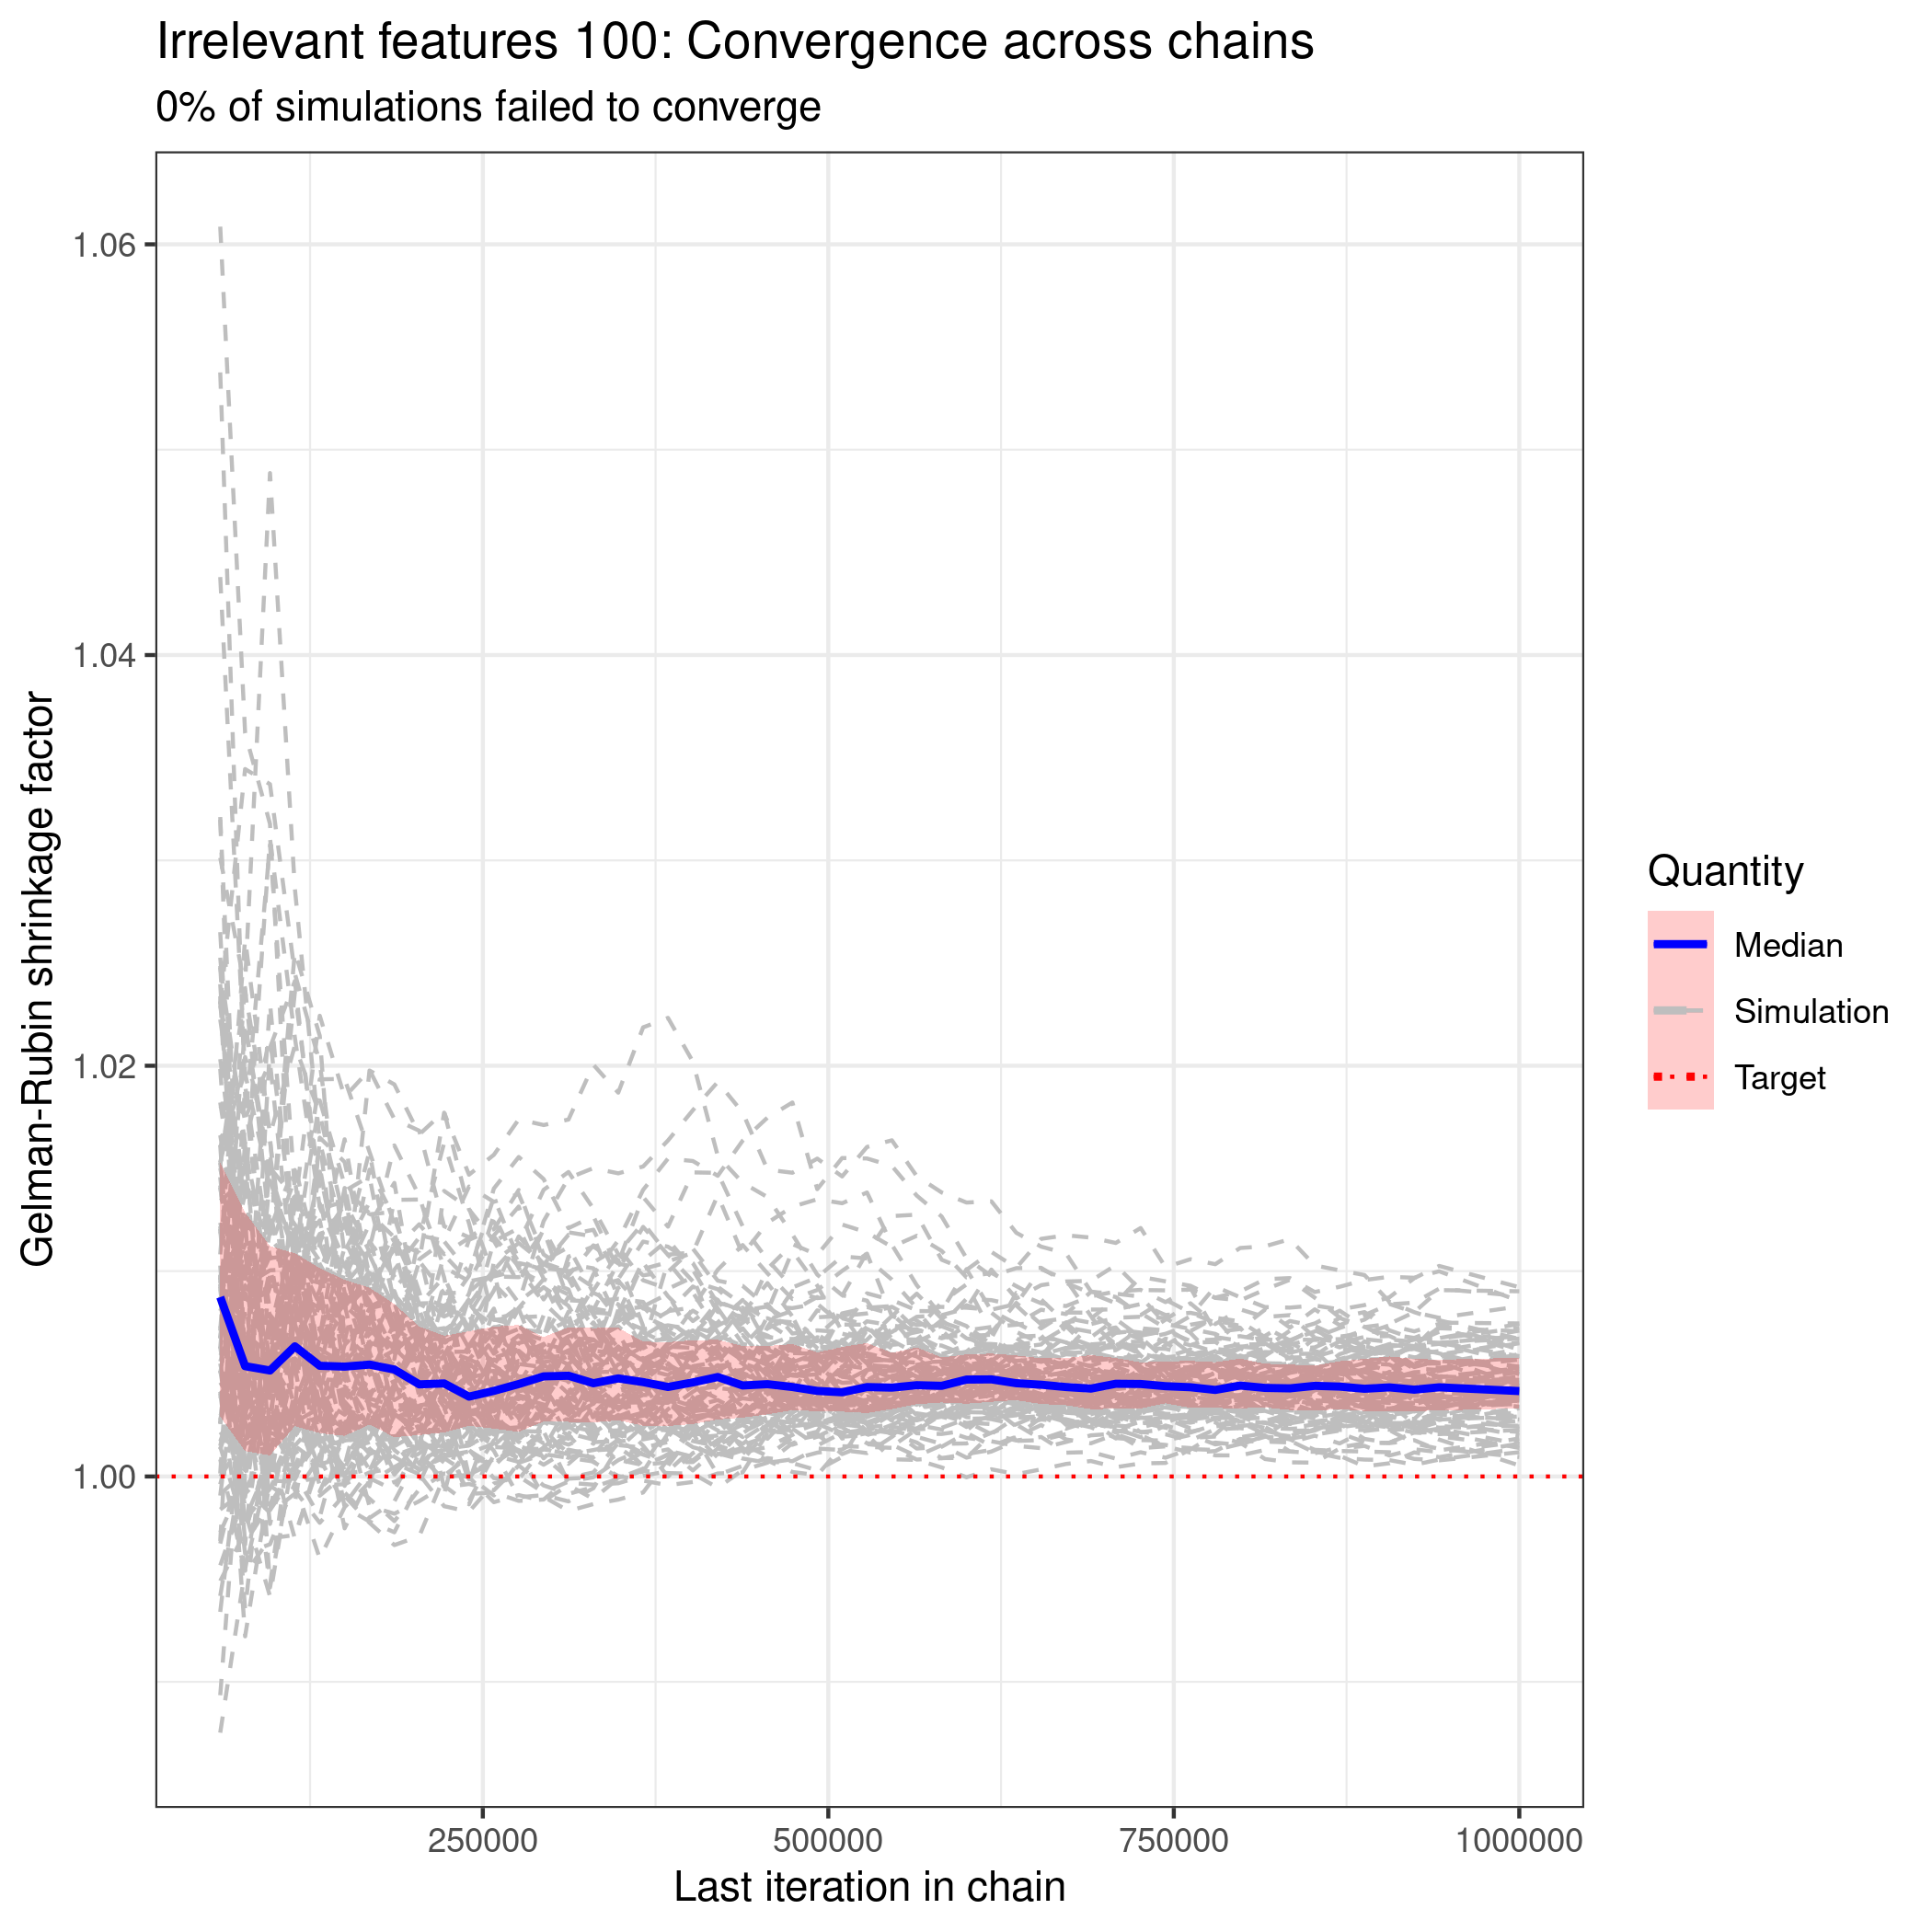 Irrelevant features 100: Convergence across chains
0% of simulations failed to converge
Gelman-Rubin shrinkage factor
1.06
1.04
1.02
1.00
250000
500000
750000
1000000
Last iteration in chain
Quantity
Median
Simulation
Target